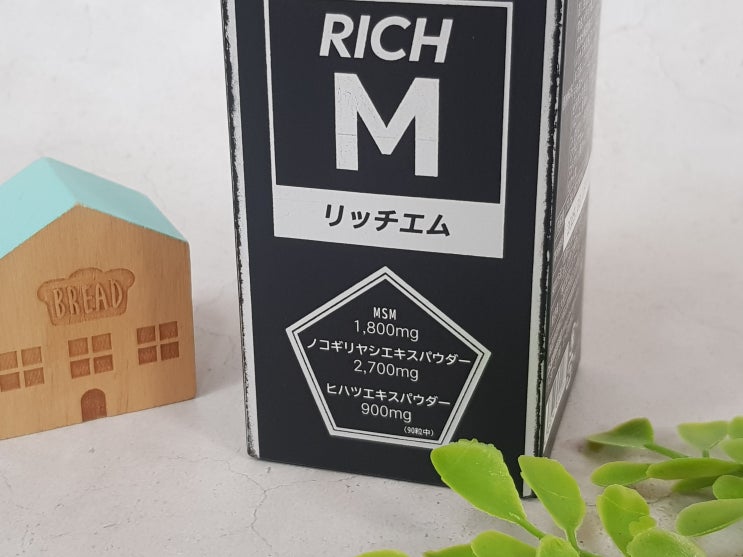 RICH
M
リッチエム
BREAD
MSM
1,800mg
ノコギリヤシエキスパウダー
2,700mg
ヒハツエキスパウダー
900mg
(90粒中)